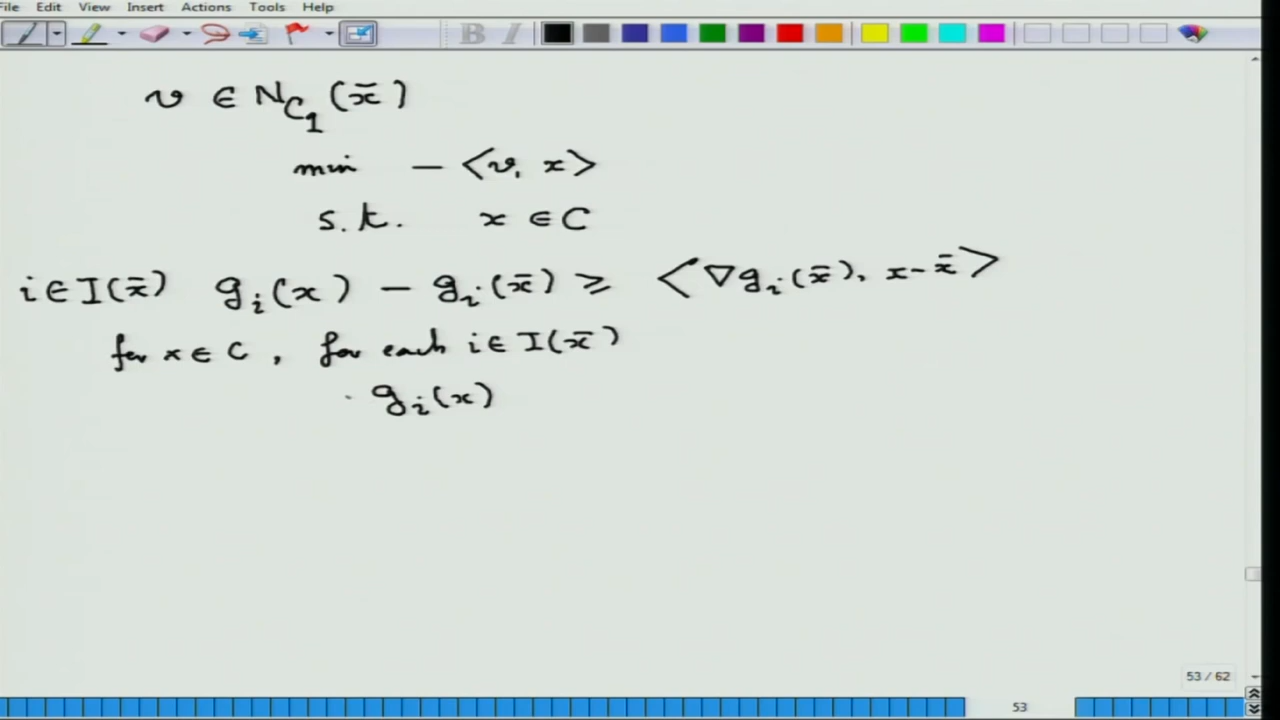 File Edit View Insert Actions Tools Help
B I
v ∈ N_{C_1}(x̄)
min − ⟨v, x⟩
s.t. x ∈ C
i ∈ I(x̄) g_i(x) − g_i(x̄) ≥ ⟨∇g_i(x̄), x − x̄⟩
for x ∈ C, for each i ∈ I(x̄)
g_i(x)
53 / 62
53